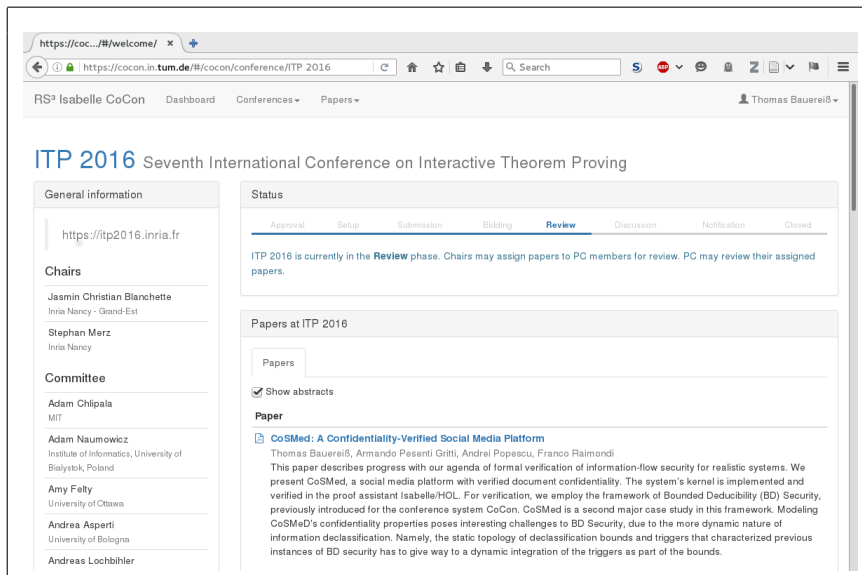 https://coc.../#/welcome/
https://cocon.in.tum.de/#/cocon/conference/ITP 2016
Search
RS³ Isabelle CoCon Dashboard Conferences Papers Thomas Bauereiß
ITP 2016 Seventh International Conference on Interactive Theorem Proving
General information
https://itp2016.inria.fr
Chairs
Jasmin Christian Blanchette
Inria Nancy - Grand-Est
Stephan Merz
Inria Nancy
Committee
Adam Chlipala
MIT
Adam Naumowicz
Institute of Informatics, University of
Bialystok, Poland
Amy Felty
University of Ottawa
Andrea Asperti
University of Bologna
Andreas Lochbihler
Status
Approval Setup Submission Bidding Review Discussion Notification Closed
ITP 2016 is currently in the Review phase. Chairs may assign papers to PC members for review. PC may review their assigned
papers.
Papers at ITP 2016
Papers
Show abstracts
Paper
CoSMed: A Confidentiality-Verified Social Media Platform
Thomas Bauereiß, Armando Pesenti Gritti, Andrei Popescu, Franco Raimondi
This paper describes progress with our agenda of formal verification of information-flow security for realistic systems. We
present CoSMed, a social media platform with verified document confidentiality. The system's kernel is implemented and
verified in the proof assistant Isabelle/HOL. For verification, we employ the framework of Bounded Deducibility (BD) Security,
previously introduced for the conference system CoCon. CosMed is a second major case study in this framework. Modeling
CoSMeD's confidentiality properties poses interesting challenges to BD Security, due to the more dynamic nature of
information declassification. Namely, the static topology of declassification bounds and triggers that characterized previous
instances of BD security has to give way to a dynamic integration of the triggers as part of the bounds.